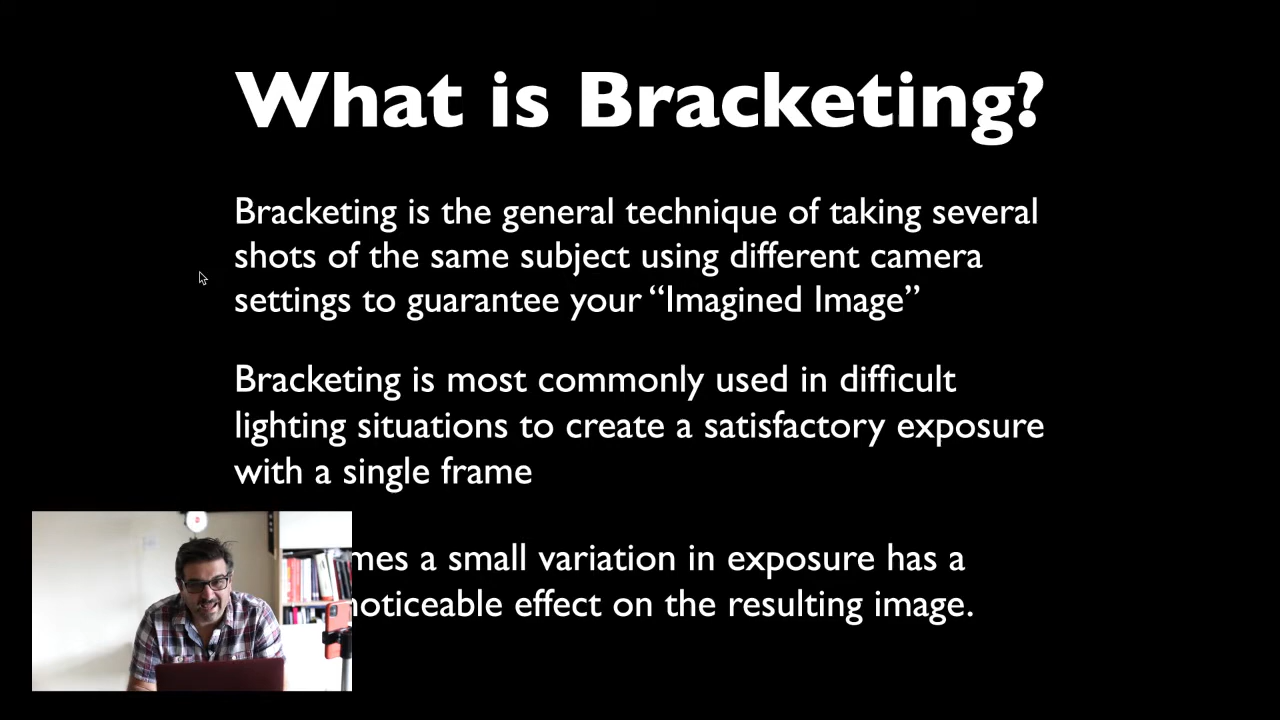 What is Bracketing?
Bracketing is the general technique of taking several
shots of the same subject using different camera
settings to guarantee your “Imagined Image”
Bracketing is most commonly used in difficult
lighting situations to create a satisfactory exposure
with a single frame
mes a small variation in exposure has a
noticeable effect on the resulting image.